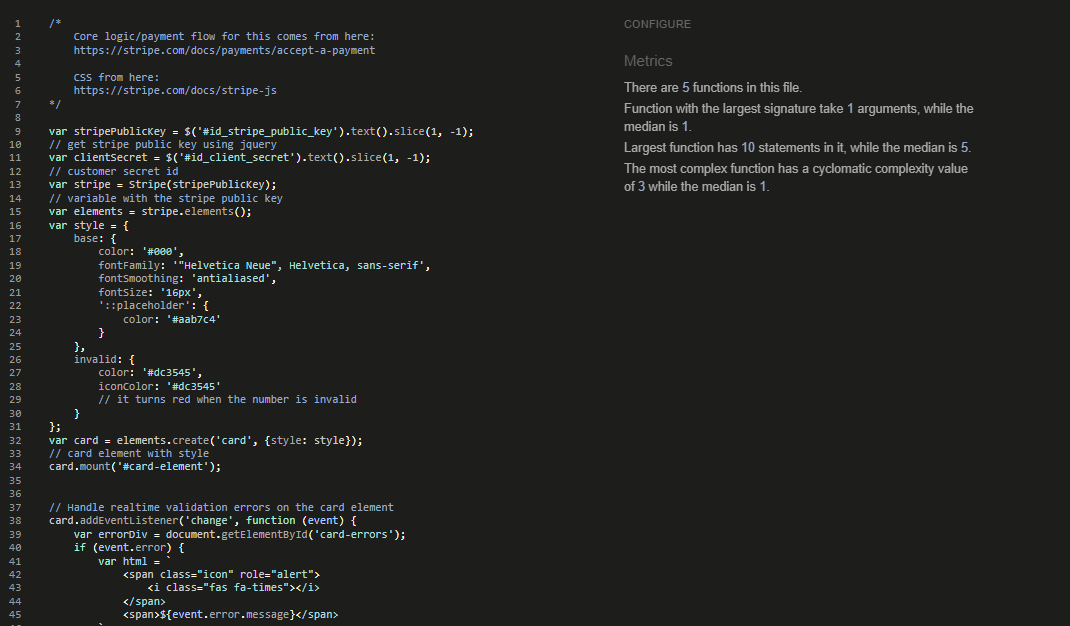 1 /*
2 Core logic/payment flow for this comes from here:
3 https://stripe.com/docs/payments/accept-a-payment
4
5 CSS from here:
6 https://stripe.com/docs/stripe-js
7 */
8
9 var stripePublicKey = $('#id_stripe_public_key').text().slice(1, -1);
10 // get stripe public key using jquery
11 var clientSecret = $('#id_client_secret').text().slice(1, -1);
12 // customer secret id
13 var stripe = Stripe(stripePublicKey);
14 // variable with the stripe public key
15 var elements = stripe.elements();
16 var style = {
17 base: {
18 color: '#000',
19 fontFamily: '"Helvetica Neue", Helvetica, sans-serif',
20 fontSmoothing: 'antialiased',
21 fontSize: '16px',
22 '::placeholder': {
23 color: '#aab7c4'
24 }
25 },
26 invalid: {
27 color: '#dc3545',
28 iconColor: '#dc3545'
29 // it turns red when the number is invalid
30 }
31 };
32 var card = elements.create('card', {style: style});
33 // card element with style
34 card.mount('#card-element');
35
36
37 // Handle realtime validation errors on the card element
38 card.addEventListener('change', function (event) {
39 var errorDiv = document.getElementById('card-errors');
40 if (event.error) {
41 var html = `
42 <span class="icon" role="alert">
43 <i class="fas fa-times"></i>
44 </span>
45 <span>${event.error.message}</span>
CONFIGURE
Metrics
There are 5 functions in this file.
Function with the largest signature take 1 arguments, while the
median is 1.
Largest function has 10 statements in it, while the median is 5.
The most complex function has a cyclomatic complexity value
of 3 while the median is 1.